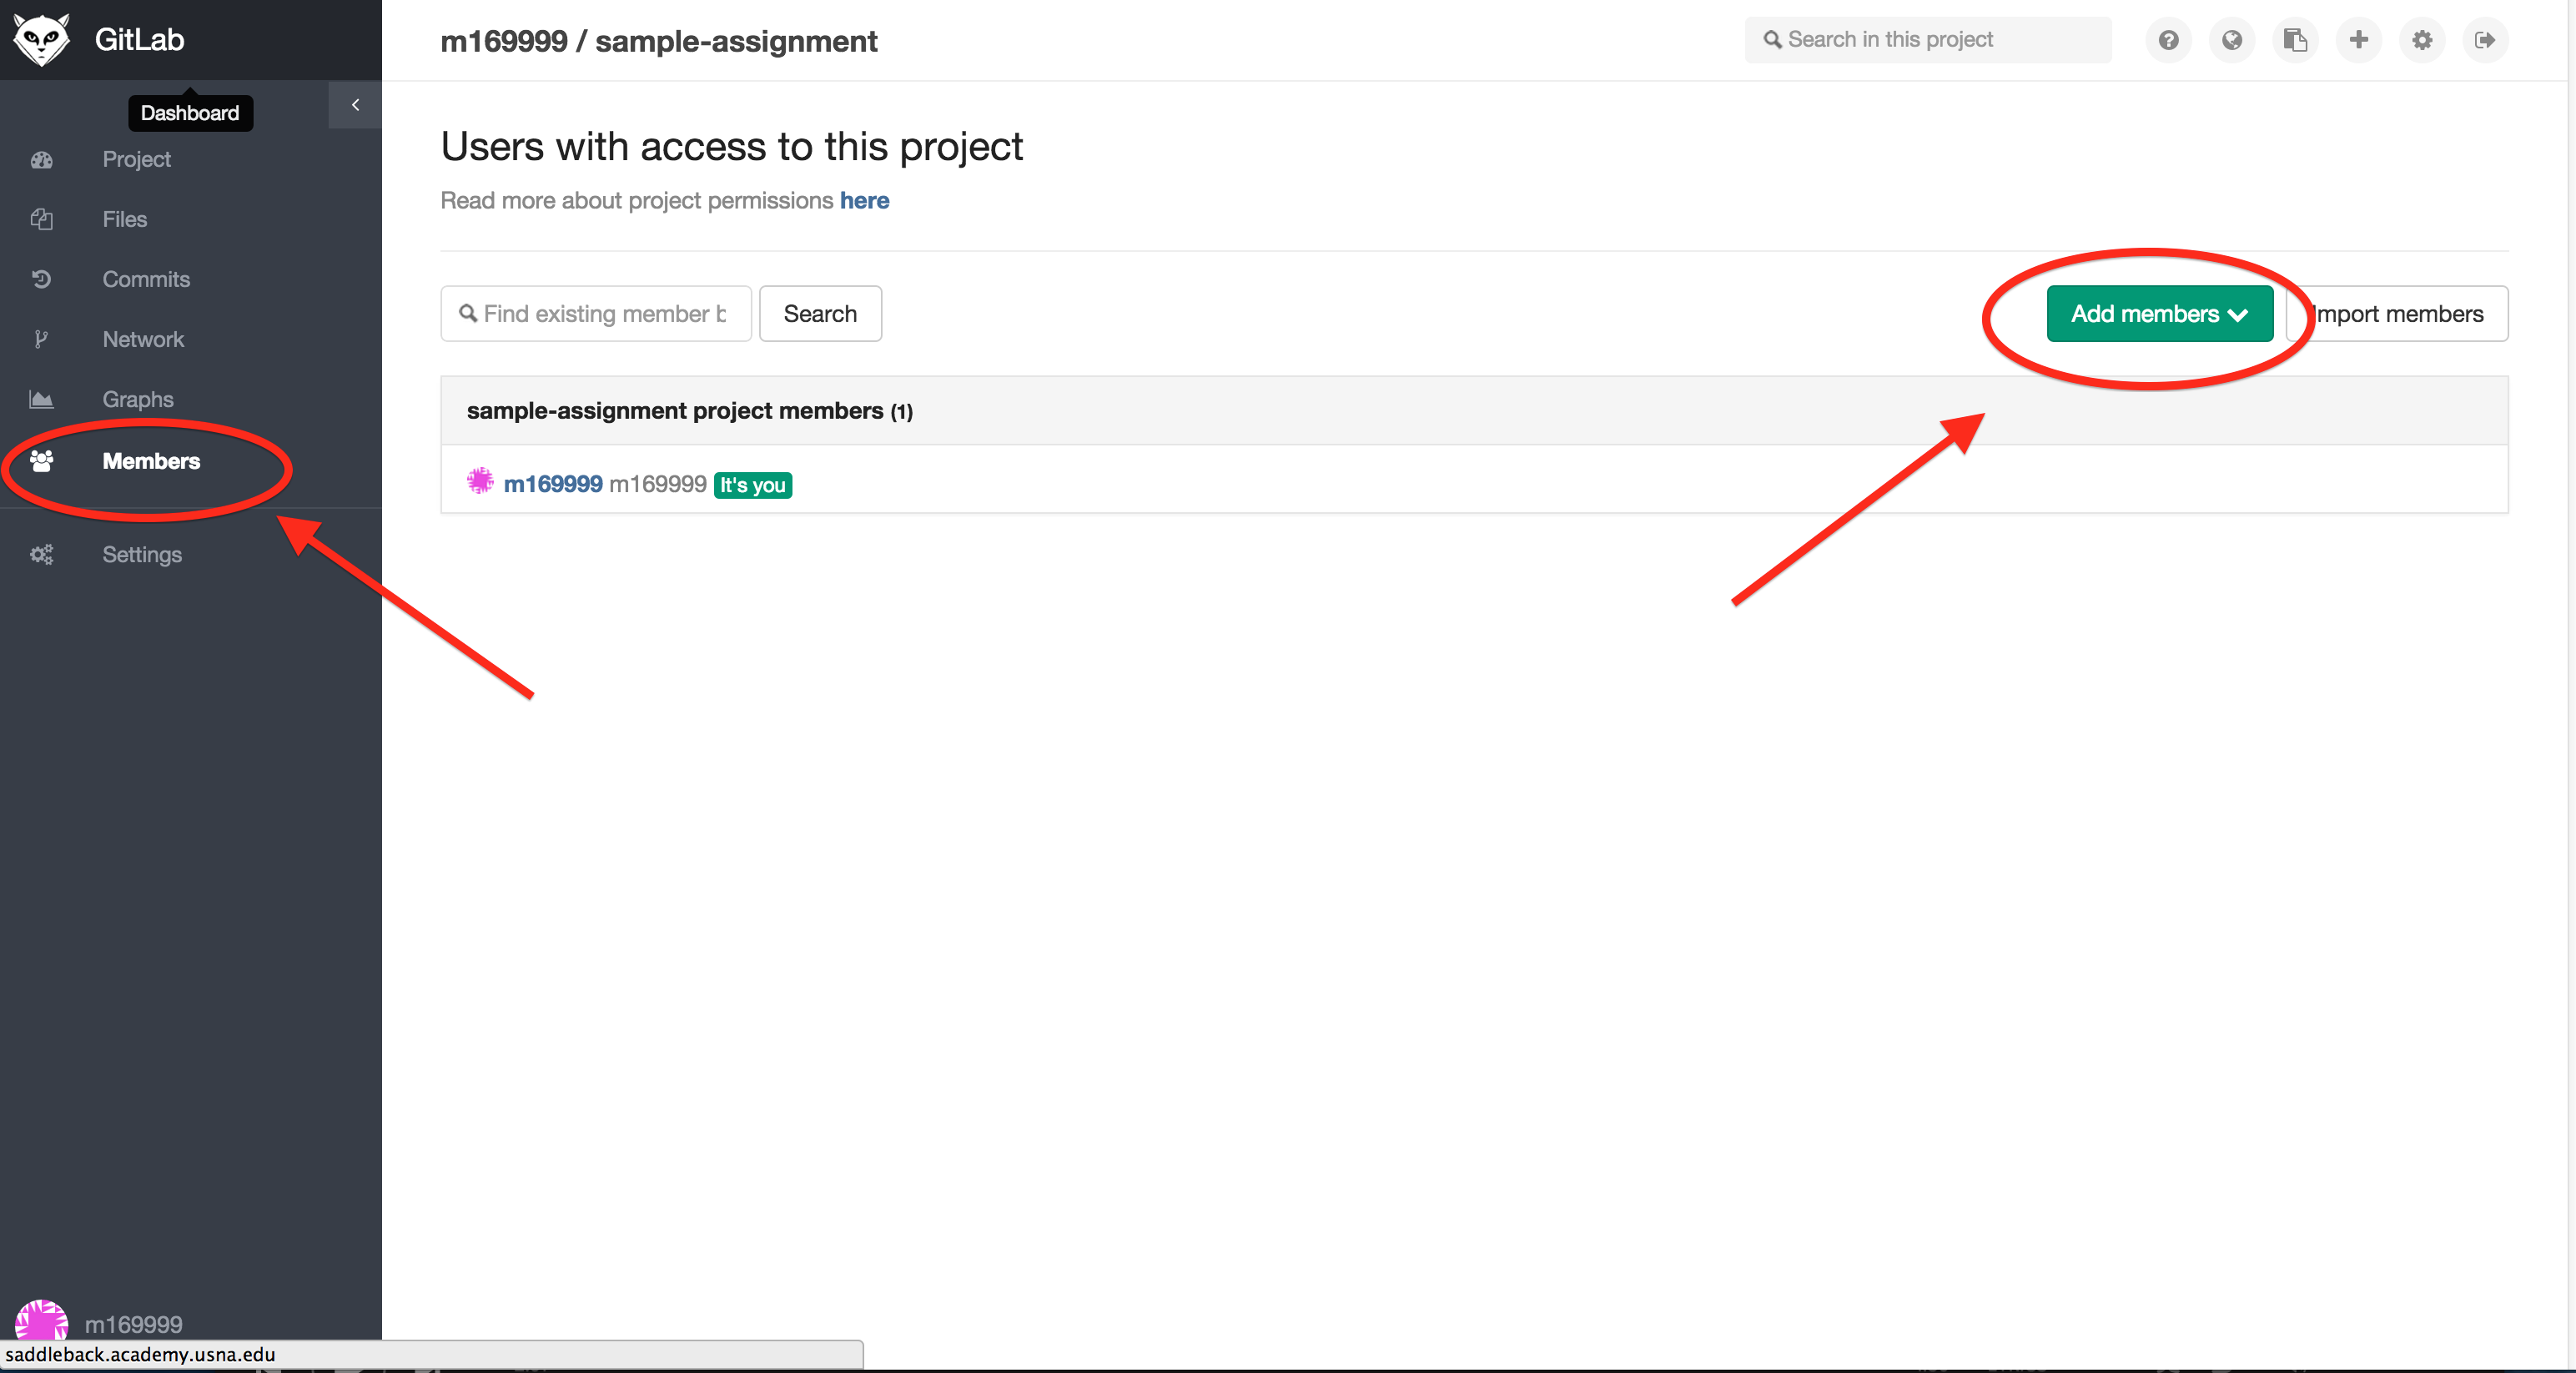 GitLab
m169999 / sample-assignment
Search in this project
Dashboard
Project
Files
Commits
Network
Graphs
Members
Settings
Users with access to this project
Read more about project permissions here
Find existing member b
Search
Add members
Import members
sample-assignment project members (1)
m169999 m169999 It's you
m169999
saddleback.academy.usna.edu